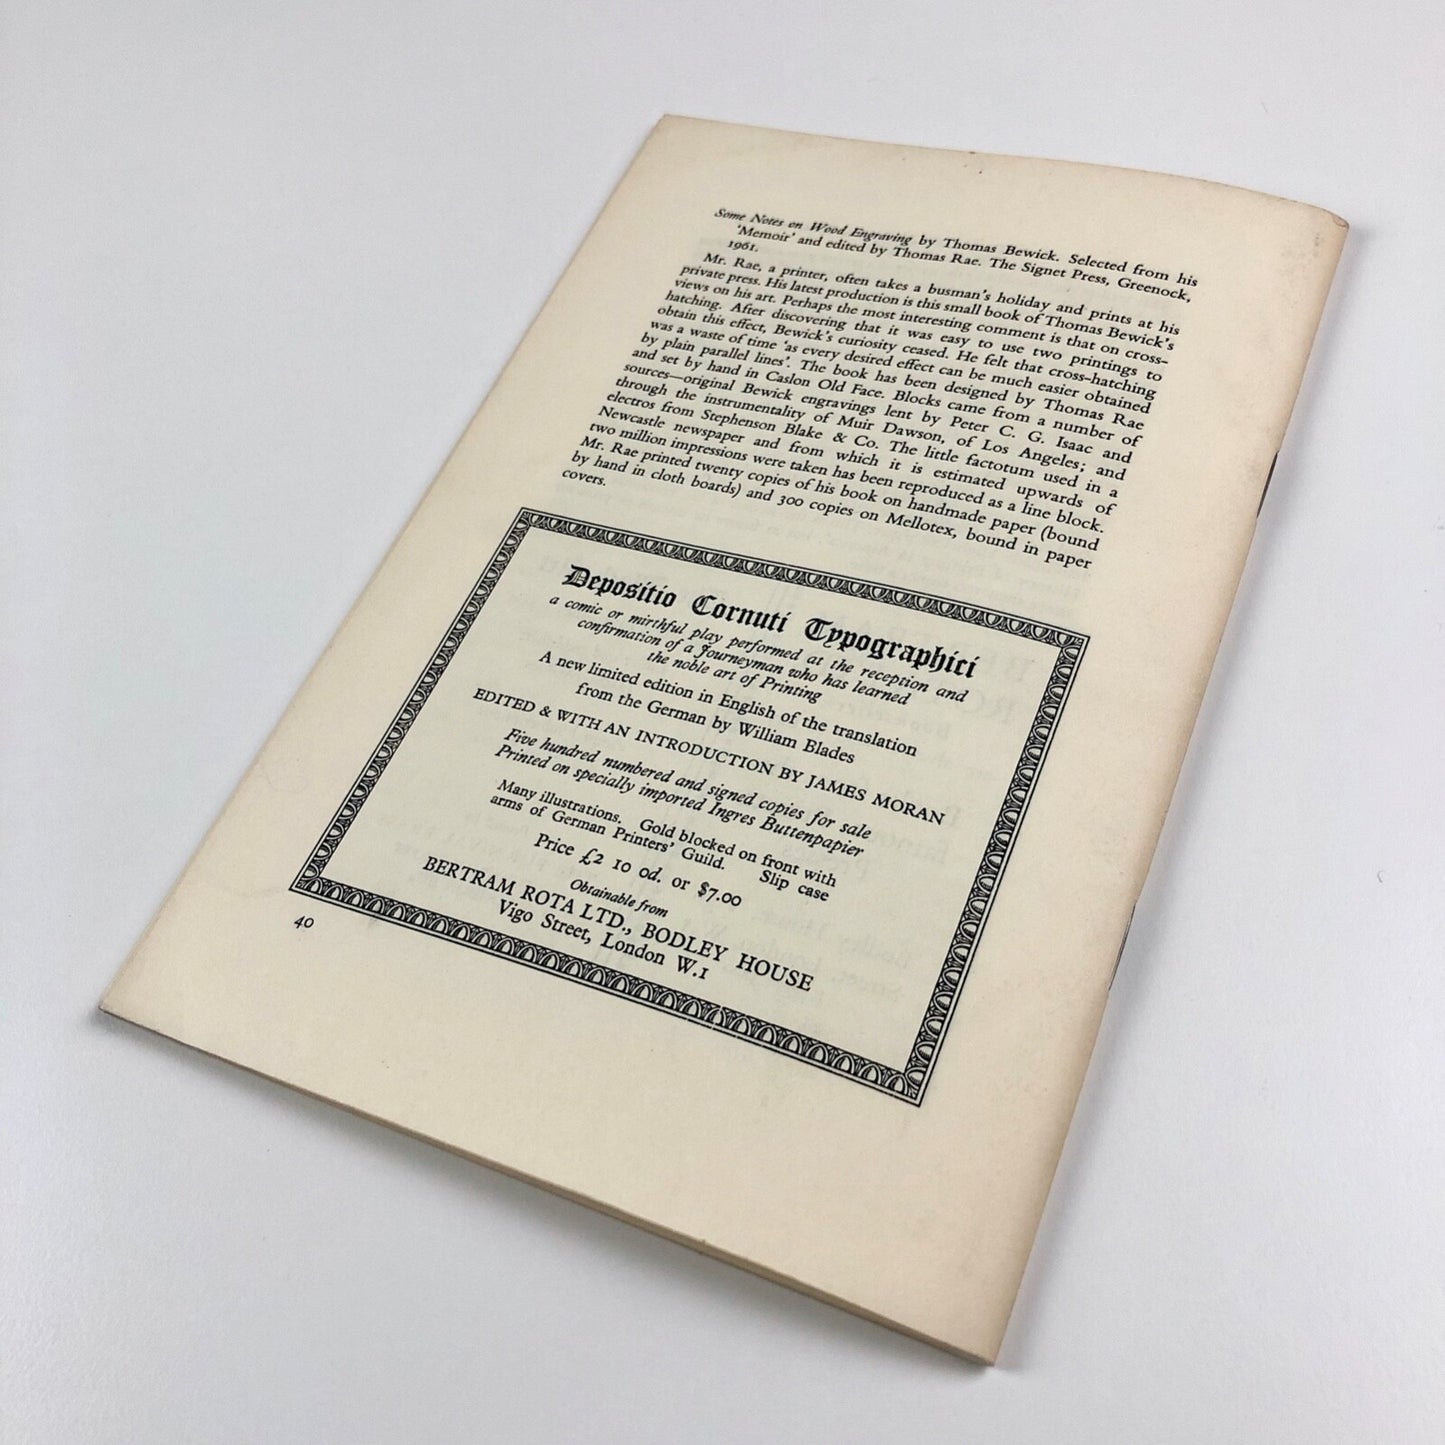 Some Notes on Wood Engraving by Thomas Bewick. Selected from his
'Memoir' and edited by Thomas Rae. The Signet Press, Greenock,
1961.
Mr. Rae, a printer, often takes a busman's holiday and prints at his
private press. His latest production is this small book of Thomas Bewick's
views on his art. Perhaps the most interesting comment is that on cross-
hatching. After discovering that it was easy to use two printings to
obtain this effect, Bewick's curiosity ceased. He felt that cross-hatching
was a waste of time 'as every desired effect can be much easier obtained
by plain parallel lines'. The book has been designed by Thomas Rae
and set by hand in Caslon Old Face. Blocks came from a number of
sources—original Bewick engravings lent by Peter C. G. Isaac and
through the instrumentality of Muir Dawson, of Los Angeles; and
electros from Stephenson Blake & Co. The little factotum used in a
Newcastle newspaper and from which it is estimated upwards of
two million impressions were taken has been reproduced as a line block.
Mr. Rae printed twenty copies of his book on handmade paper (bound
by hand in cloth boards) and 300 copies on Mellotex, bound in paper
covers.
Depositio Cornuti Typographici
a comic or mirthful play performed at the reception and
confirmation of a Journeyman who has learned
the noble art of Printing
A new limited edition in English of the translation
from the German by William Blades
EDITED & WITH AN INTRODUCTION BY JAMES MORAN
Five hundred numbered and signed copies for sale
Printed on specially imported Ingres Buttenpapier
Many illustrations. Gold blocked on front with
arms of German Printers' Guild. Slip case
Price £2 10 od. or $7.00
Obtainable from
BERTRAM ROTA LTD., BODLEY HOUSE
Vigo Street, London W.1
40